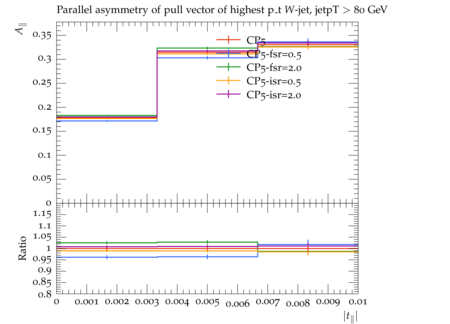 Parallel asymmetry of pull vector of highest p_t W-jet, jetpT > 80 GeV
A∥
0.35
0.3
0.25
0.2
0.15
0.1
0.05
0
CP5
CP5-fsr=0.5
CP5-fsr=2.0
CP5-isr=0.5
CP5-isr=2.0
Ratio
1.15
1.1
1.05
1
0.95
0.9
0.85
0.8
0 0.001 0.002 0.003 0.004 0.005 0.006 0.007 0.008 0.009 0.01
|t∥|